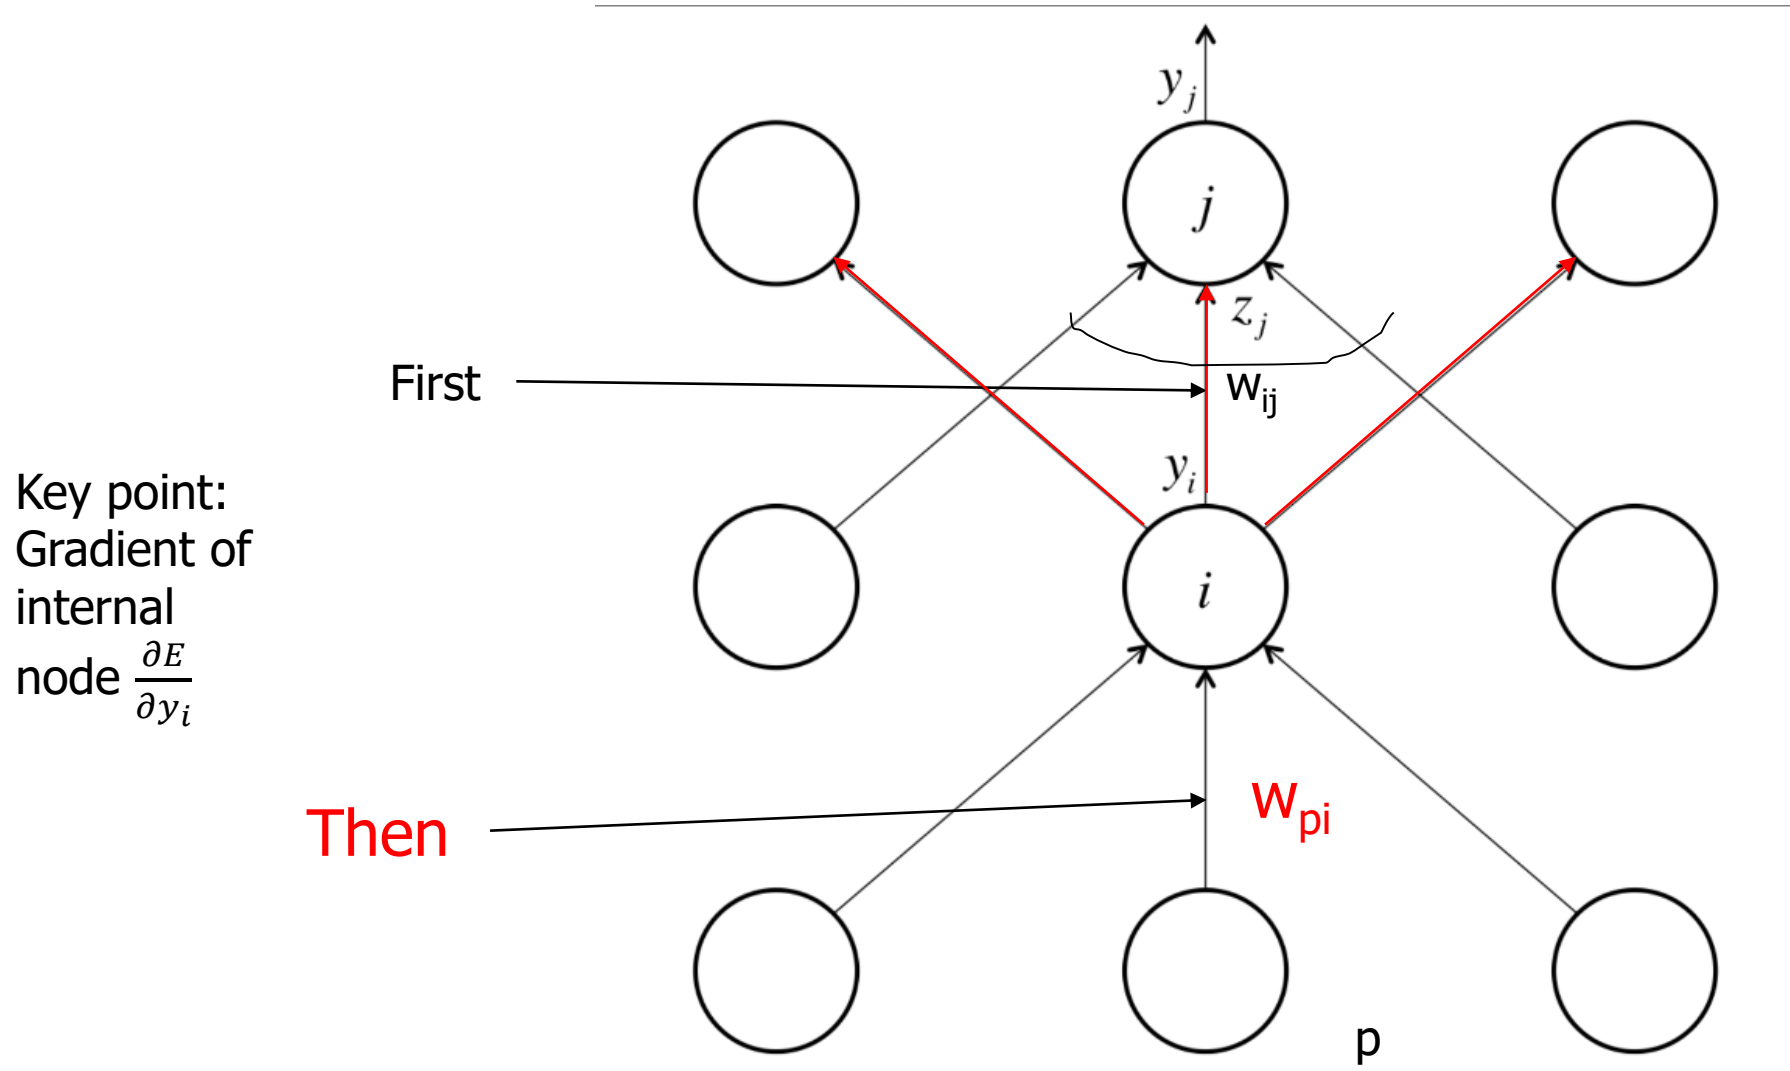 y_j
j
z_j
First
w_ij
y_i
Key point:
Gradient of
internal
node ∂E/∂y_i
i
Then
w_pi
p